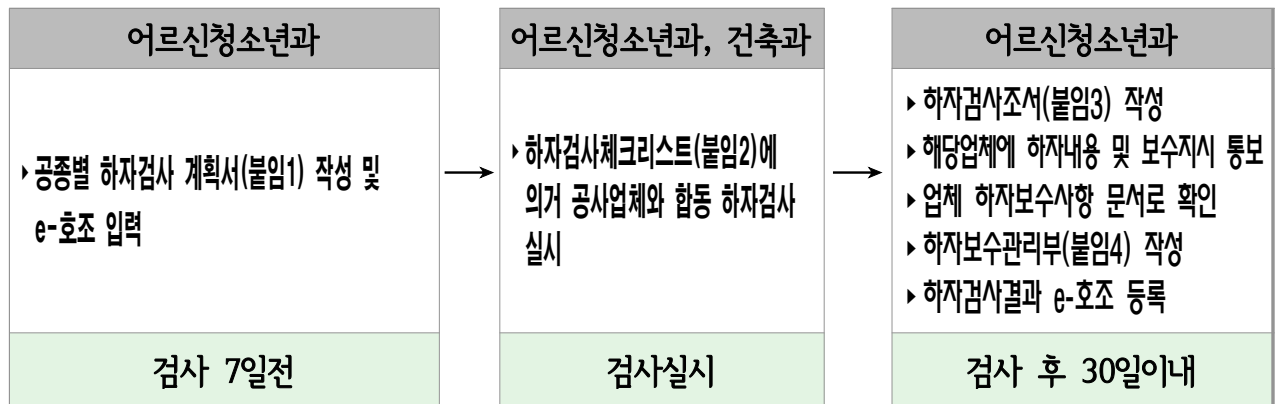 어르신청소년과
‣공종별 하자검사 계획서(붙임1) 작성 및
e-호조 입력
검사 7일전
어르신청소년과, 건축과
‣하자검사체크리스트(붙임2)에
의거 공사업체와 합동 하자검사
실시
검사실시
어르신청소년과
‣하자검사조서(붙임3) 작성
‣해당업체에 하자내용 및 보수지시 통보
‣업체 하자보수사항 문서로 확인
‣하자보수관리부(붙임4) 작성
‣하자검사결과 e-호조 등록
검사 후 30일이내